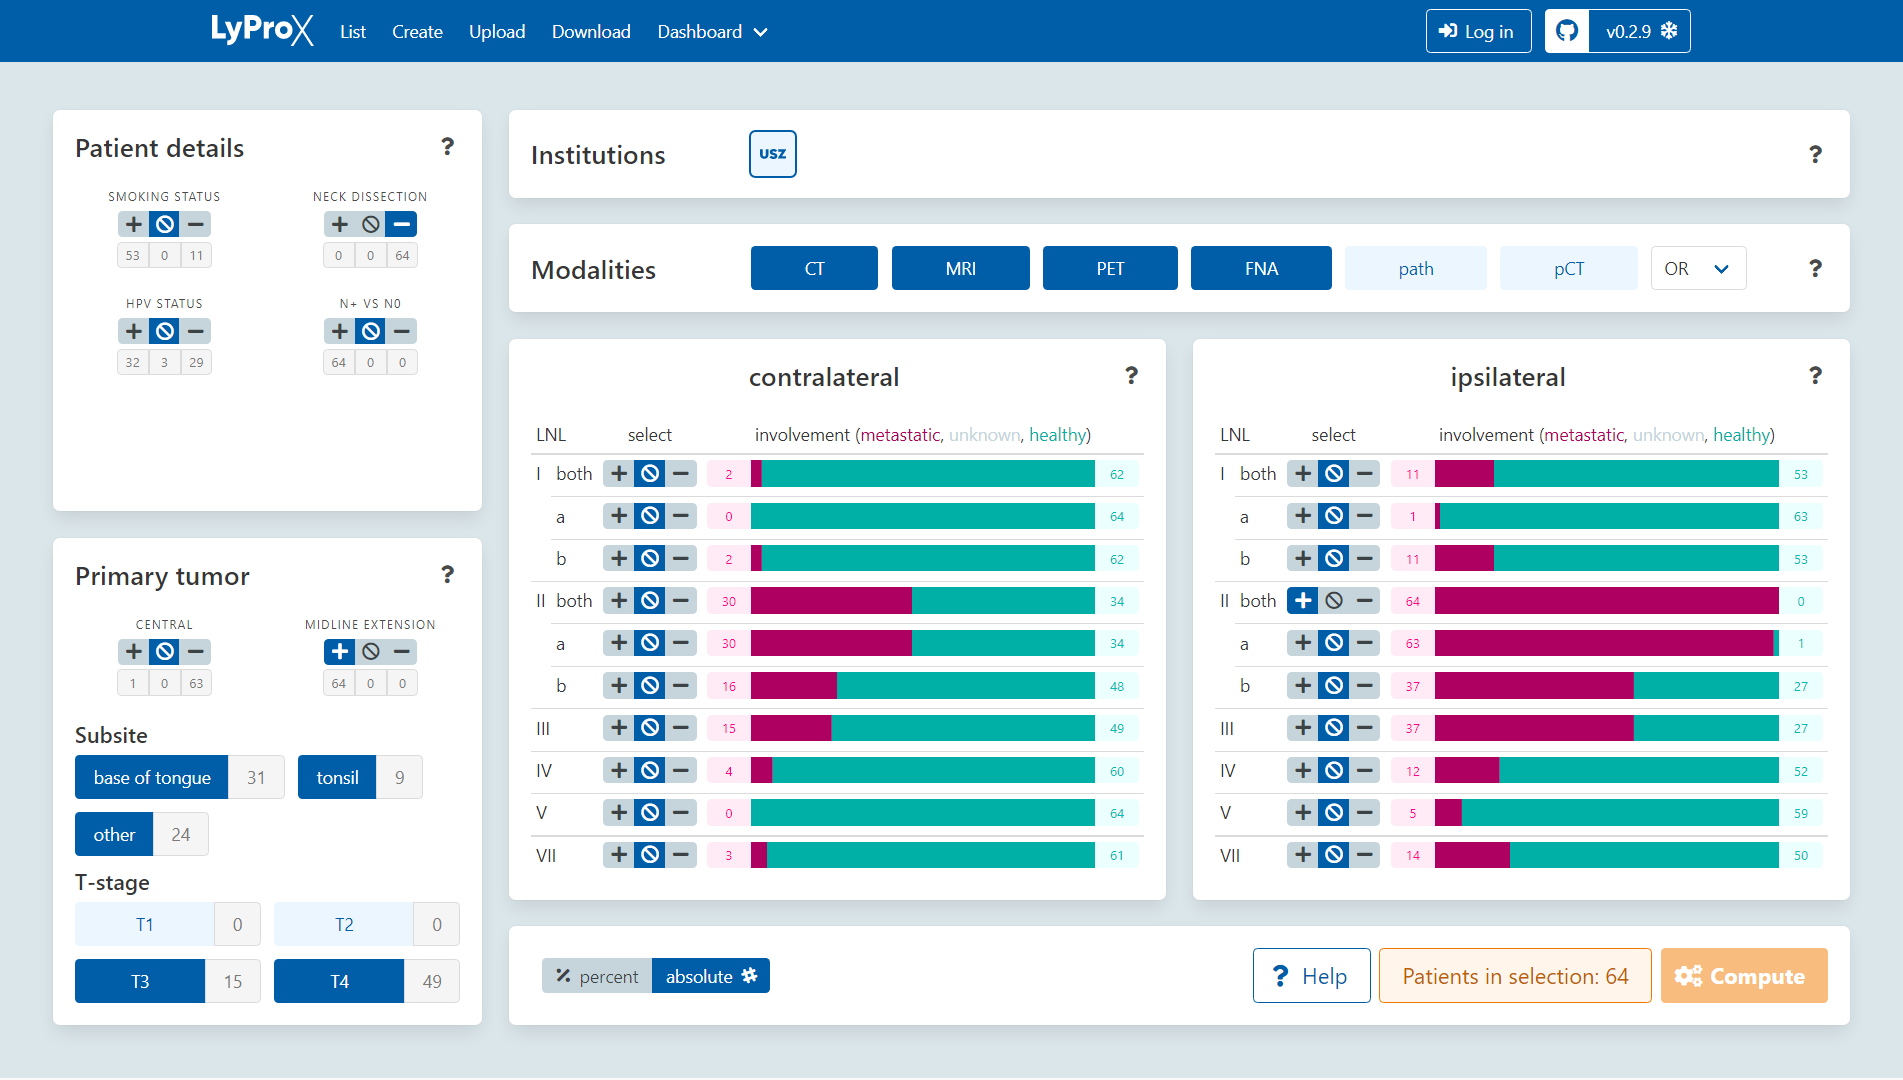 LyProX List Create Upload Download Dashboard Log in v0.2.9
Patient details ?
SMOKING STATUS NECK DISSECTION
53 0 11 0 0 64
HPV STATUS N+ VS N0
32 3 29 64 0 0
Primary tumor ?
CENTRAL MIDLINE EXTENSION
1 0 63 64 0 0
Subsite
base of tongue 31 tonsil 9
other 24
T-stage
T1 0 T2 0
T3 15 T4 49
Institutions USZ ?
Modalities CT MRI PET FNA path pCT OR ?
contralateral ?
LNL select involvement (metastatic, unknown, healthy)
I both 2 62
a 0 64
b 2 62
II both 30 34
a 30 34
b 16 48
III 15 49
IV 4 60
V 0 64
VII 3 61
ipsilateral ?
LNL select involvement (metastatic, unknown, healthy)
I both 11 53
a 1 63
b 11 53
II both 64 0
a 63 1
b 37 27
III 37 27
IV 12 52
V 5 59
VII 14 50
% percent absolute # ? Help Patients in selection: 64 Compute